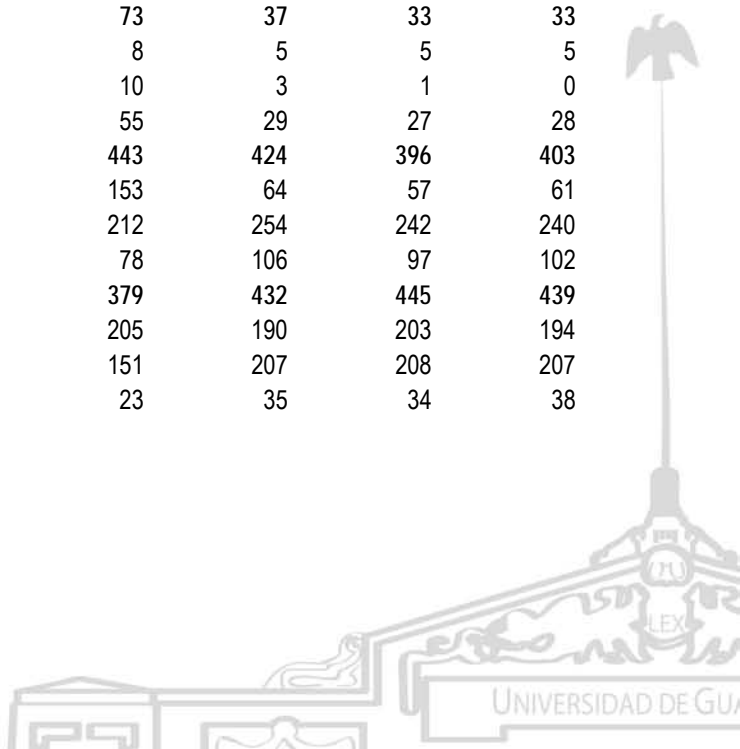 73 37 33 33
8 5 5 5
10 3 1 0
55 29 27 28
443 424 396 403
153 64 57 61
212 254 242 240
78 106 97 102
379 432 445 439
205 190 203 194
151 207 208 207
23 35 34 38
LEX
UNIVERSIDAD DE GUA